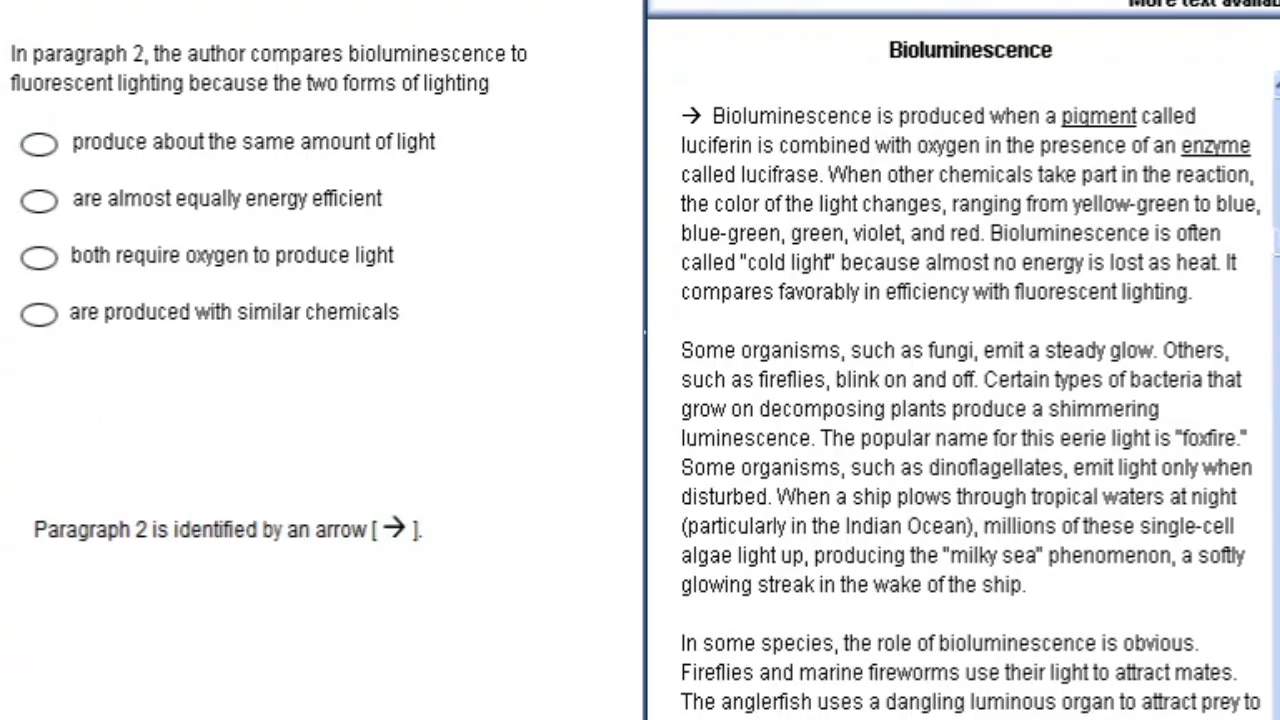 More text availab
In paragraph 2, the author compares bioluminescence to
fluorescent lighting because the two forms of lighting
produce about the same amount of light
are almost equally energy efficient
both require oxygen to produce light
are produced with similar chemicals
Paragraph 2 is identified by an arrow [ → ].
Bioluminescence
→ Bioluminescence is produced when a pigment called
luciferin is combined with oxygen in the presence of an enzyme
called lucifrase. When other chemicals take part in the reaction,
the color of the light changes, ranging from yellow-green to blue,
blue-green, green, violet, and red. Bioluminescence is often
called "cold light" because almost no energy is lost as heat. It
compares favorably in efficiency with fluorescent lighting.
Some organisms, such as fungi, emit a steady glow. Others,
such as fireflies, blink on and off. Certain types of bacteria that
grow on decomposing plants produce a shimmering
luminescence. The popular name for this eerie light is "foxfire."
Some organisms, such as dinoflagellates, emit light only when
disturbed. When a ship plows through tropical waters at night
(particularly in the Indian Ocean), millions of these single-cell
algae light up, producing the "milky sea" phenomenon, a softly
glowing streak in the wake of the ship.
In some species, the role of bioluminescence is obvious.
Fireflies and marine fireworms use their light to attract mates.
The anglerfish uses a dangling luminous organ to attract prey to